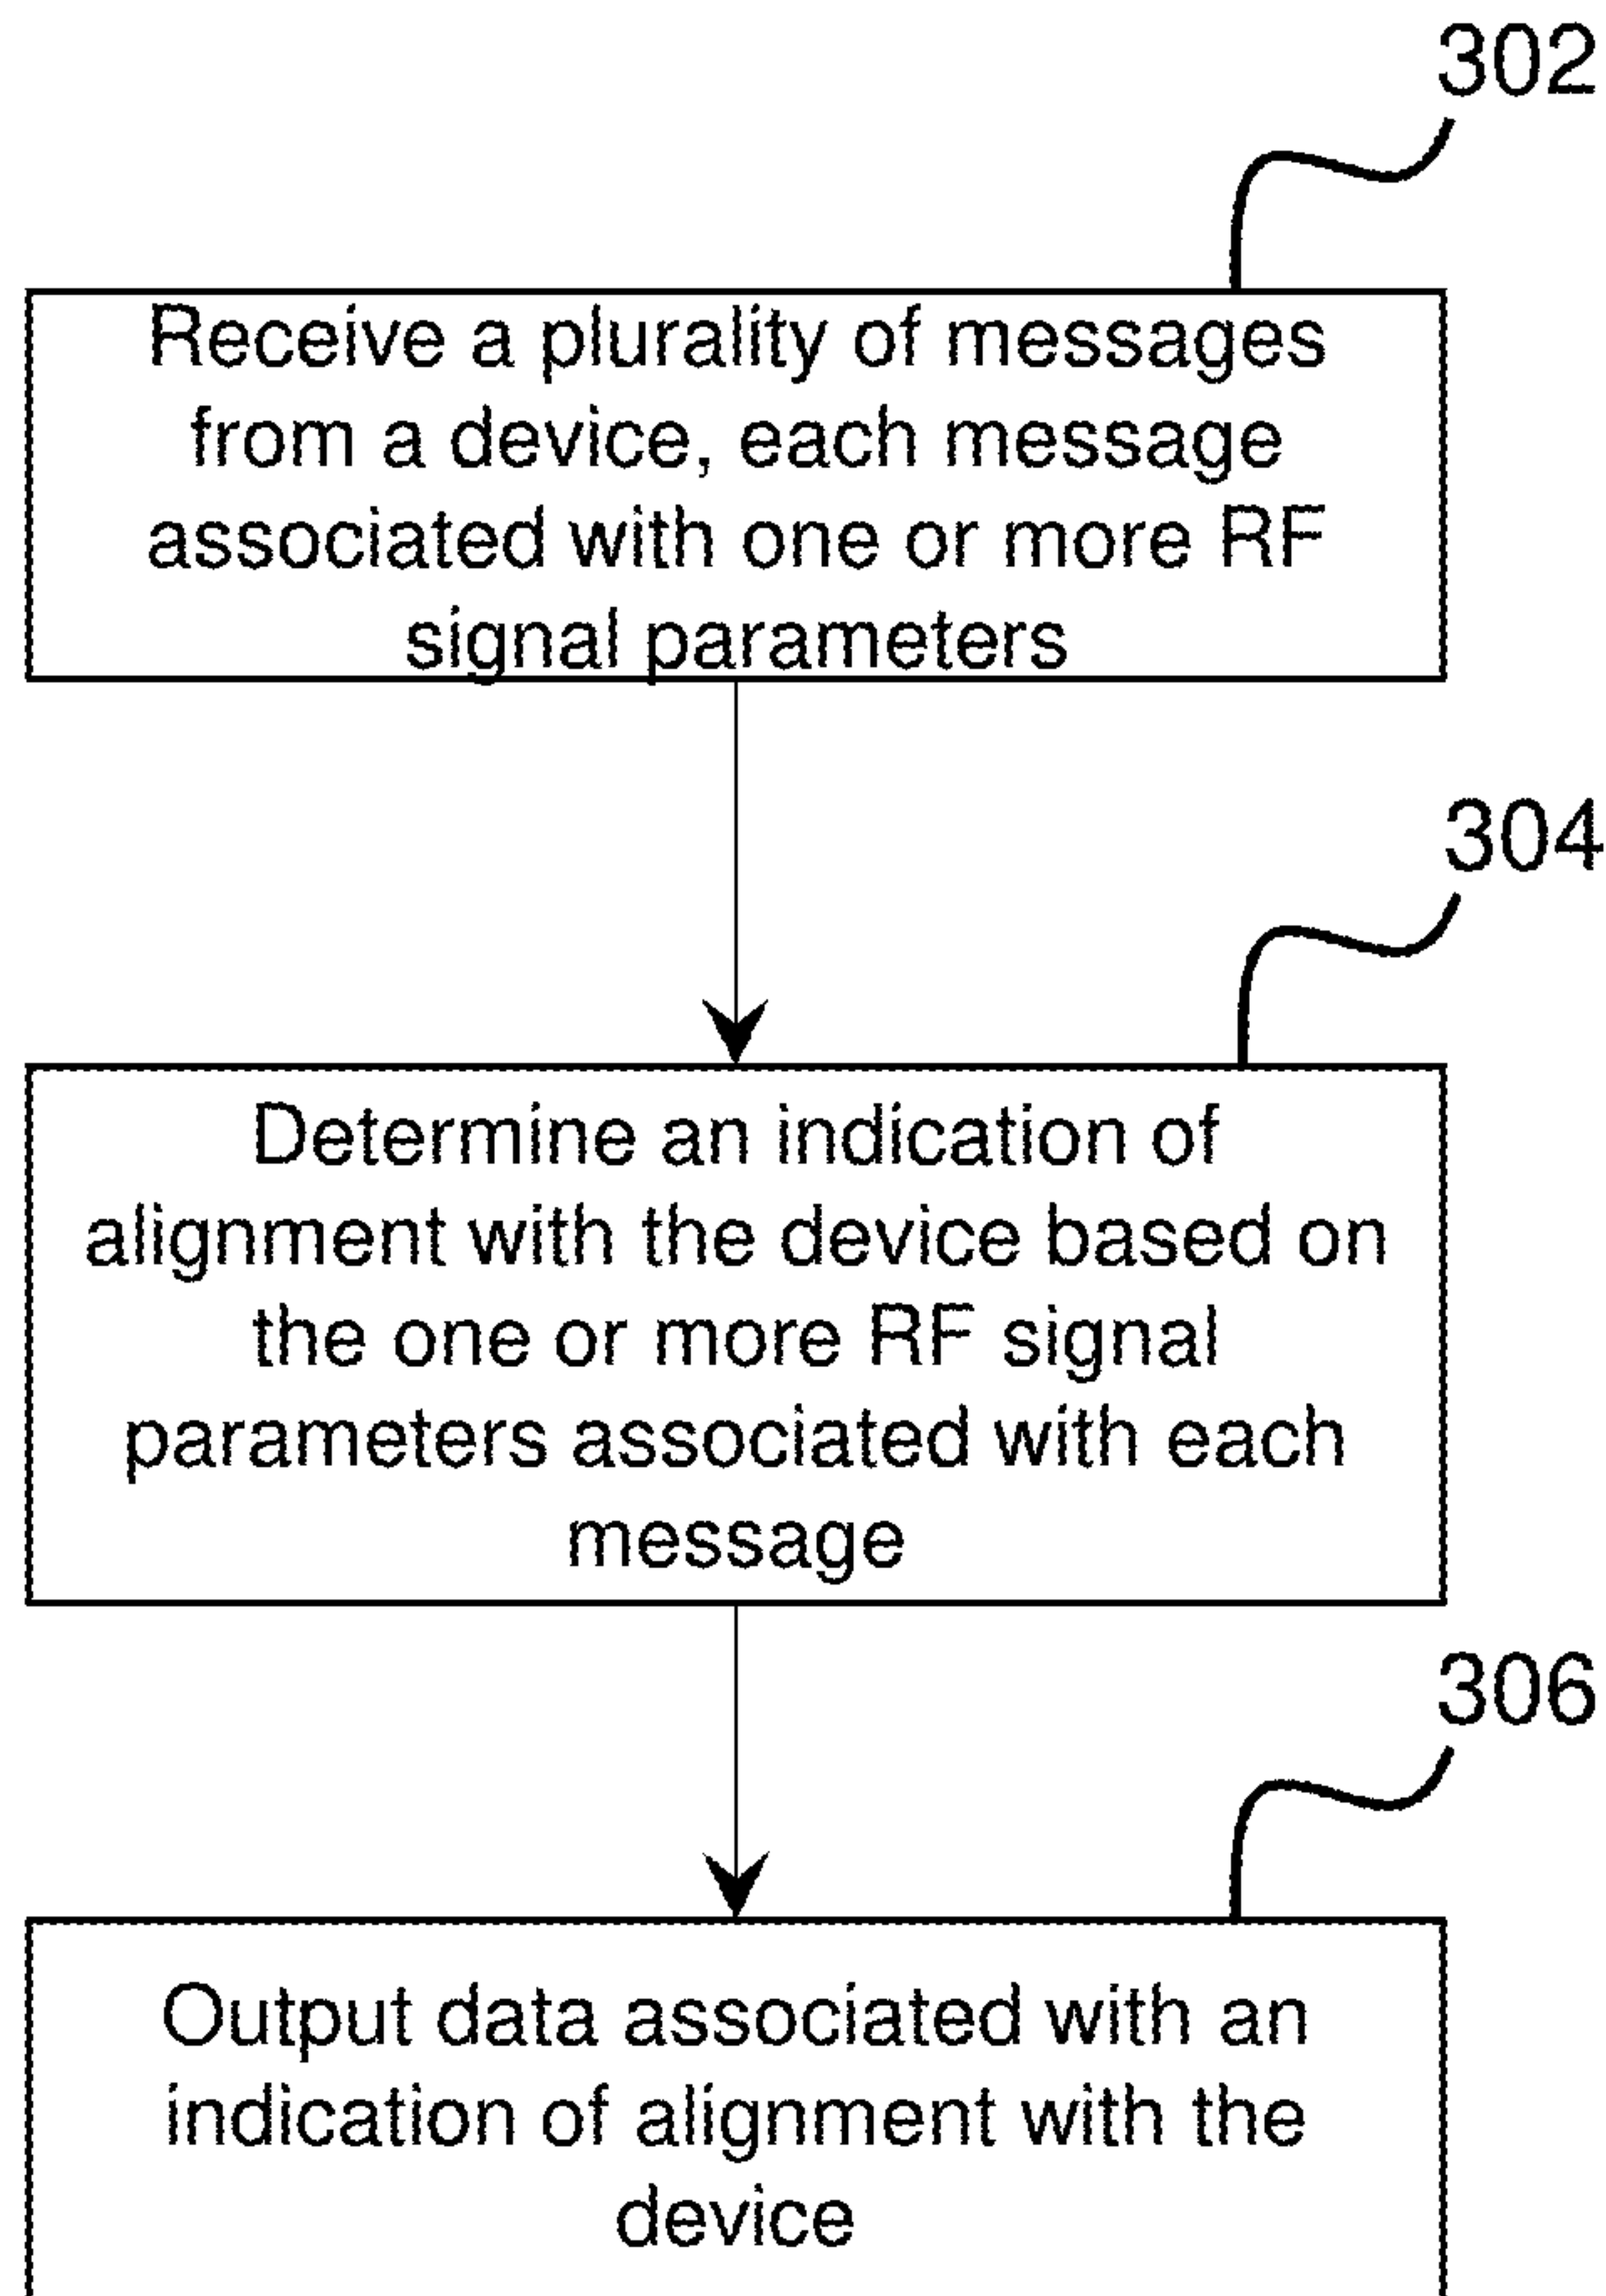 302
Receive a plurality of messages
from a device, each message
associated with one or more RF
signal parameters
304
Determine an indication of
alignment with the device based on
the one or more RF signal
parameters associated with each
message
306
Output data associated with an
indication of alignment with the
device